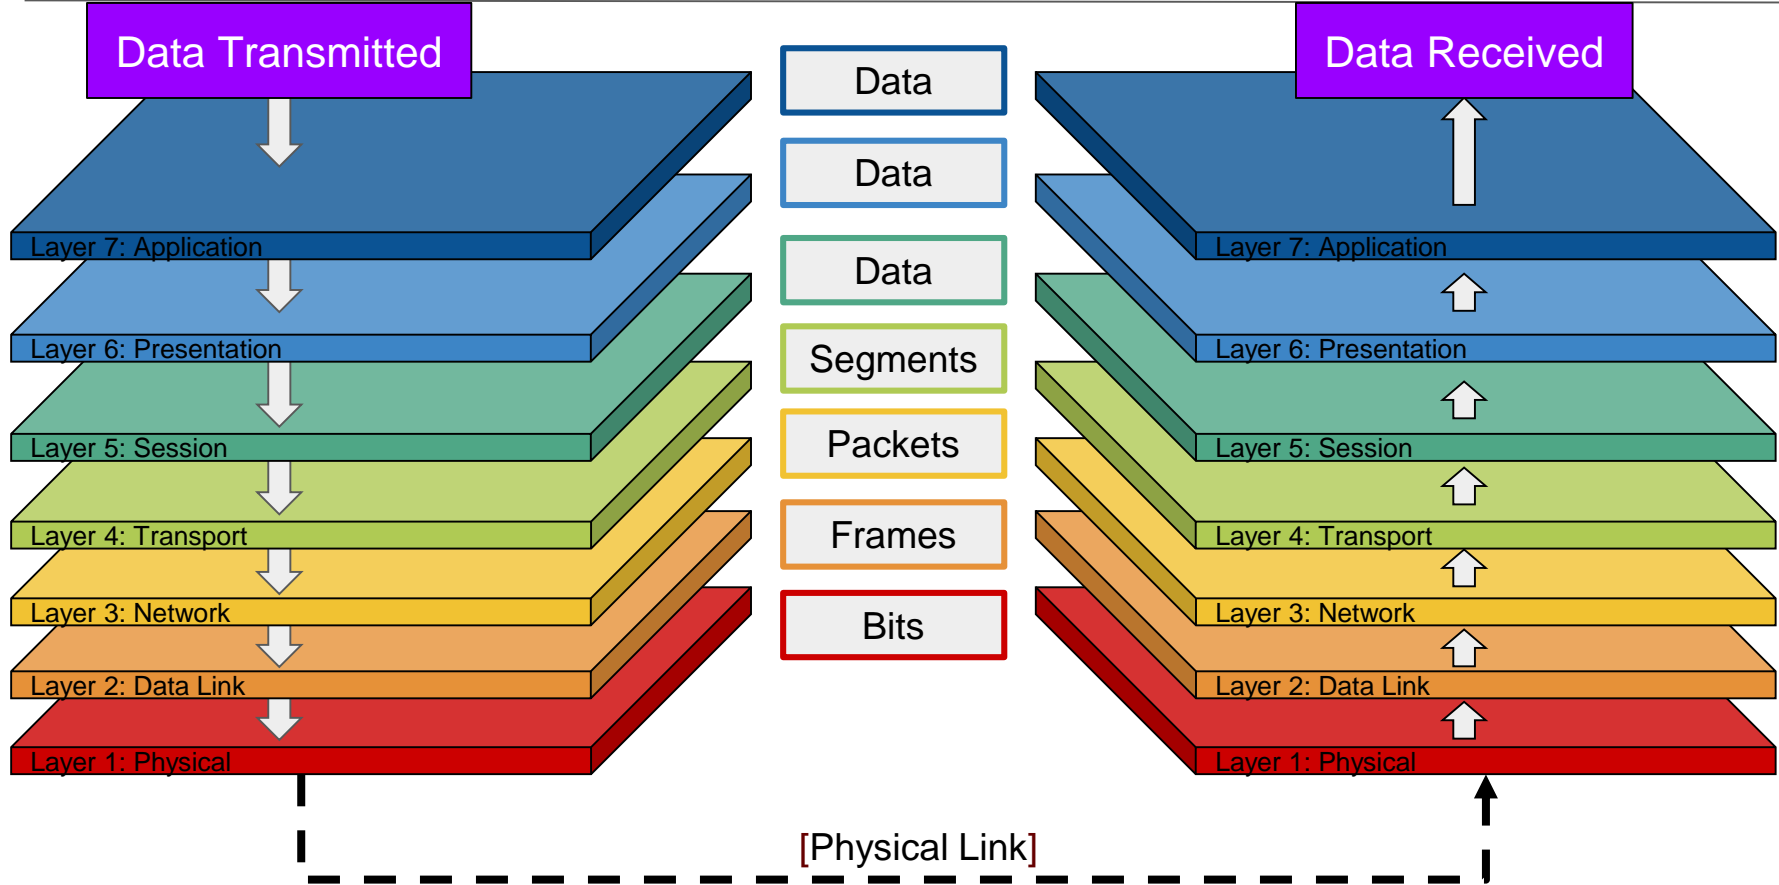 Data Transmitted
Data Received
Data
Data
Data
Segments
Packets
Frames
Bits
Layer 7: Application
Layer 6: Presentation
Layer 5: Session
Layer 4: Transport
Layer 3: Network
Layer 2: Data Link
Layer 1: Physical
Layer 7: Application
Layer 6: Presentation
Layer 5: Session
Layer 4: Transport
Layer 3: Network
Layer 2: Data Link
Layer 1: Physical
[Physical Link]